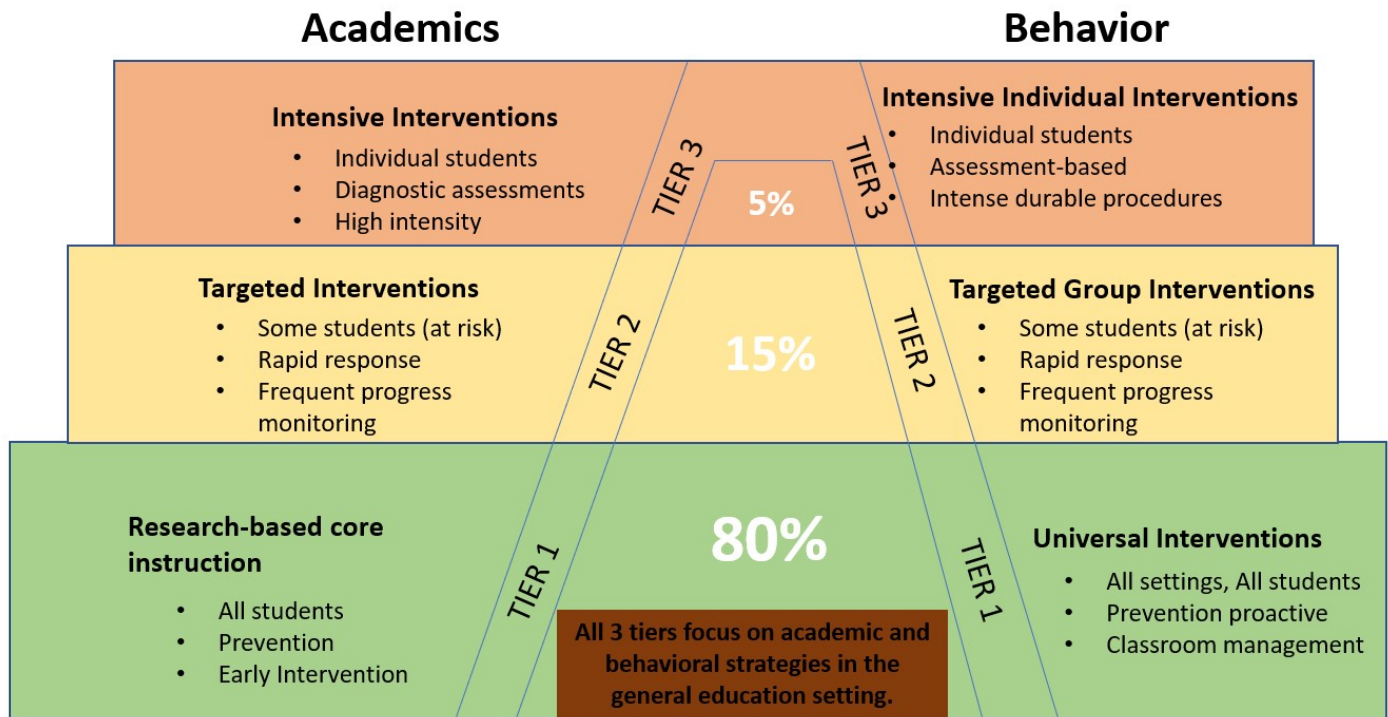 Academics
Behavior
Intensive Interventions
• Individual students
• Diagnostic assessments
• High intensity
TIER 3
5%
TIER 3
Intensive Individual Interventions
• Individual students
• Assessment-based
• Intense durable procedures
Targeted Interventions
• Some students (at risk)
• Rapid response
• Frequent progress
monitoring
TIER 2
15%
TIER 2
Targeted Group Interventions
• Some students (at risk)
• Rapid response
• Frequent progress
monitoring
Research-based core
instruction
• All students
• Prevention
• Early Intervention
TIER 1
80%
All 3 tiers focus on academic and
behavioral strategies in the
general education setting.
TIER 1
Universal Interventions
• All settings, All students
• Prevention proactive
• Classroom management